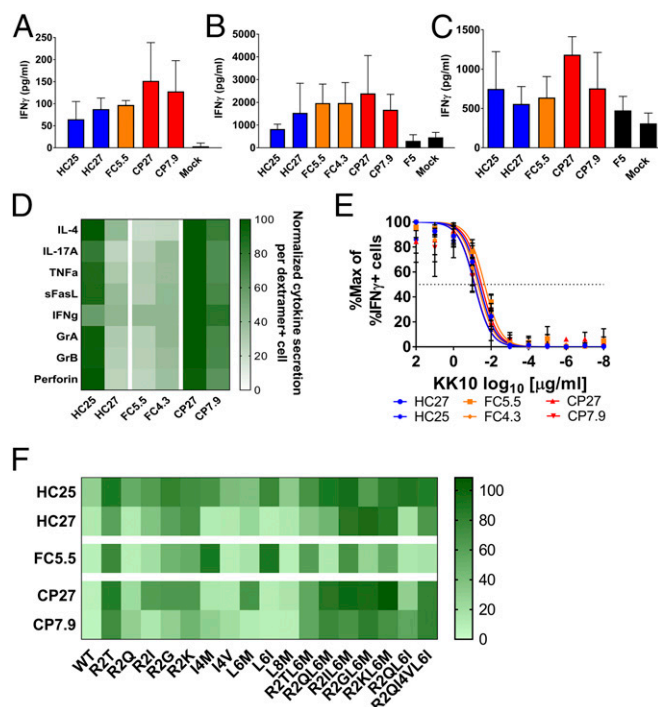 A
IFNγ (pg/ml)
250
200
150
100
50
0
HC25
HC27
FC5.5
CP27
CP7.9
Mock
B
IFNγ (pg/ml)
5000
4000
3000
2000
1000
0
HC25
HC27
FC5.5
FC4.3
CP27
CP7.9
F5
Mock
C
IFNγ (pg/ml)
1500
1000
500
0
HC25
HC27
FC5.5
CP27
CP7.9
F5
Mock
D
IL-4
IL-17A
TNFa
sFasL
IFNg
GrA
GrB
Perforin
HC25
HC27
FC5.5
FC4.3
CP27
CP7.9
100
80
60
40
20
0
Normalized cytokine secretion
per dextramer+ cell
E
%Max of
%IFNγ+ cells
100
80
60
40
20
0
2
0
-2
-4
-6
-8
KK10 log10 [µg/ml]
HC27
FC5.5
CP27
HC25
FC4.3
CP7.9
F
HC25
HC27
FC5.5
CP27
CP7.9
WT
R2T
R2Q
R2I
R2G
R2K
I4M
I4V
L6M
L6I
L8M
R2TL6M
R2QL6M
R2IL6M
R2GL6M
R2KL6M
R2QL6I
R2QI4VL6I
100
80
60
40
20
0